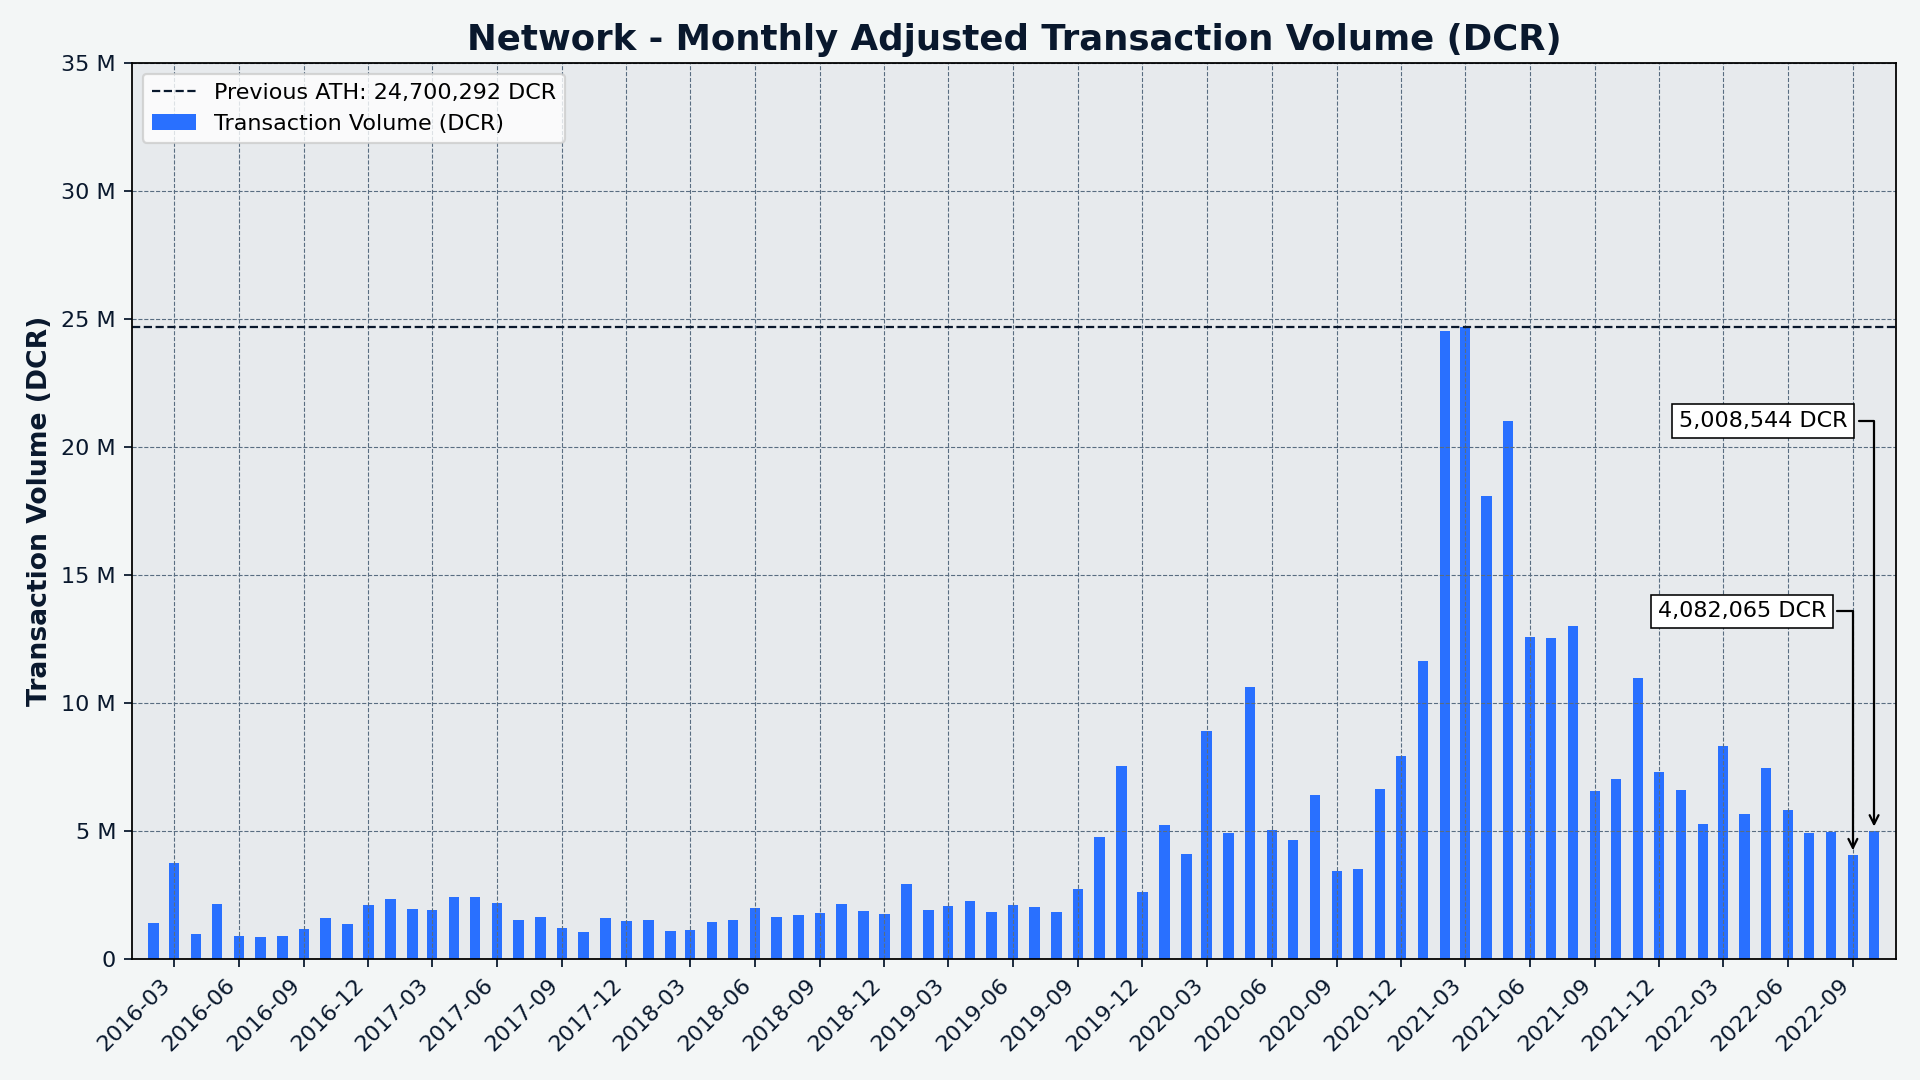 Network - Monthly Adjusted Transaction Volume (DCR)
Previous ATH: 24,700,292 DCR
Transaction Volume (DCR)
Transaction Volume (DCR)
35 M
30 M
25 M
20 M
15 M
10 M
5 M
0
5,008,544 DCR
4,082,065 DCR
2016-03
2016-06
2016-09
2016-12
2017-03
2017-06
2017-09
2017-12
2018-03
2018-06
2018-09
2018-12
2019-03
2019-06
2019-09
2019-12
2020-03
2020-06
2020-09
2020-12
2021-03
2021-06
2021-09
2021-12
2022-03
2022-06
2022-09